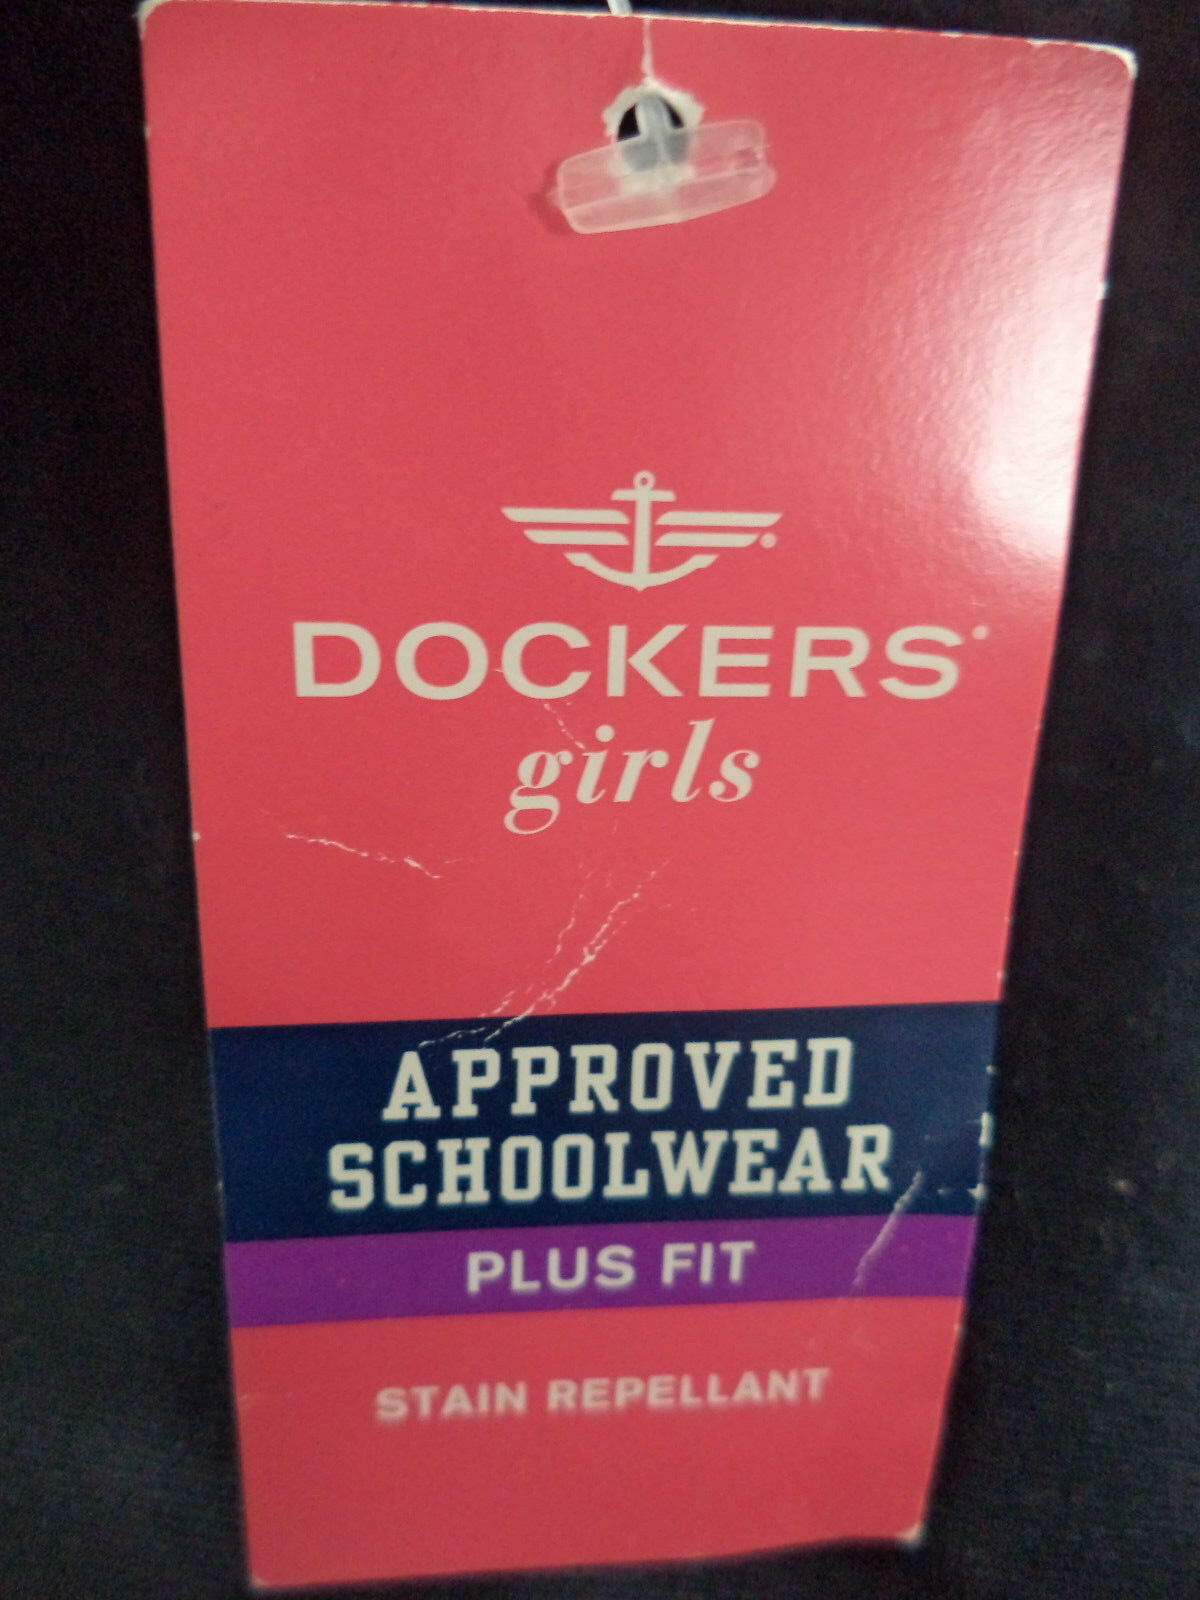 DOCKERS®
girls
APPROVED
SCHOOLWEAR
PLUS FIT
STAIN REPELLANT